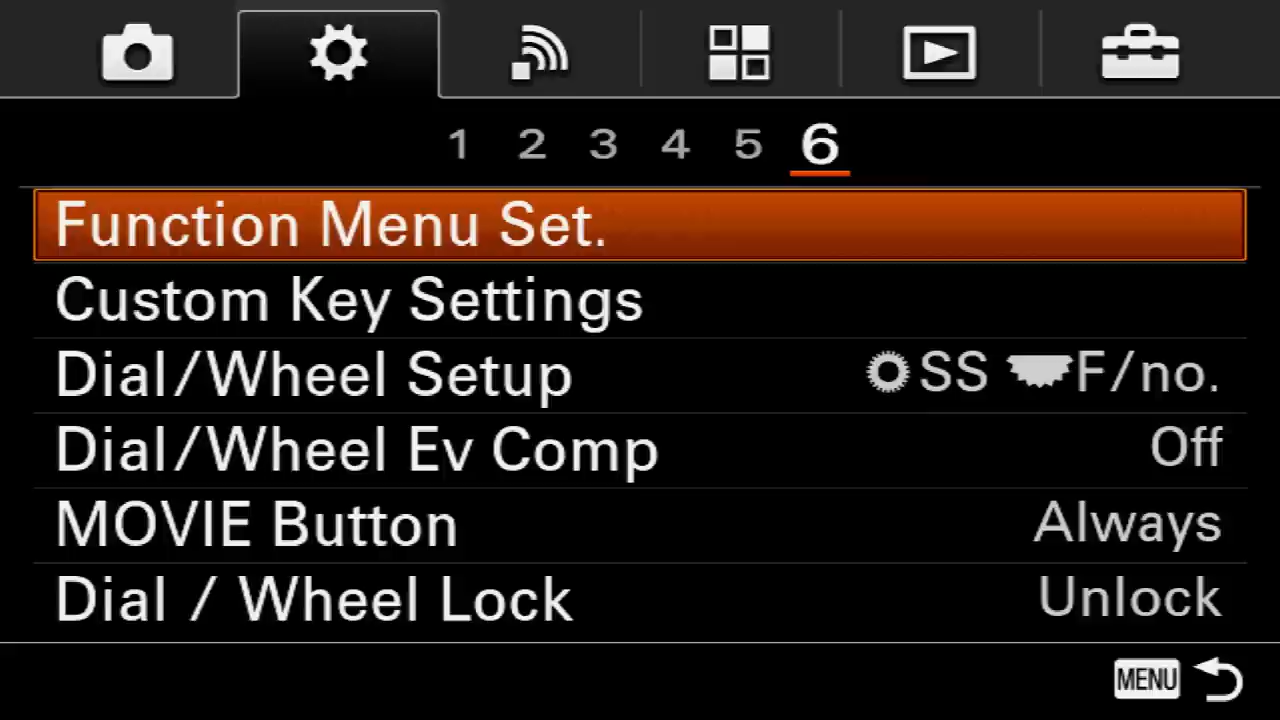 1 2 3 4 5 6
Function Menu Set.
Custom Key Settings
Dial/Wheel Setup SS F/no.
Dial/Wheel Ev Comp Off
MOVIE Button Always
Dial / Wheel Lock Unlock
MENU